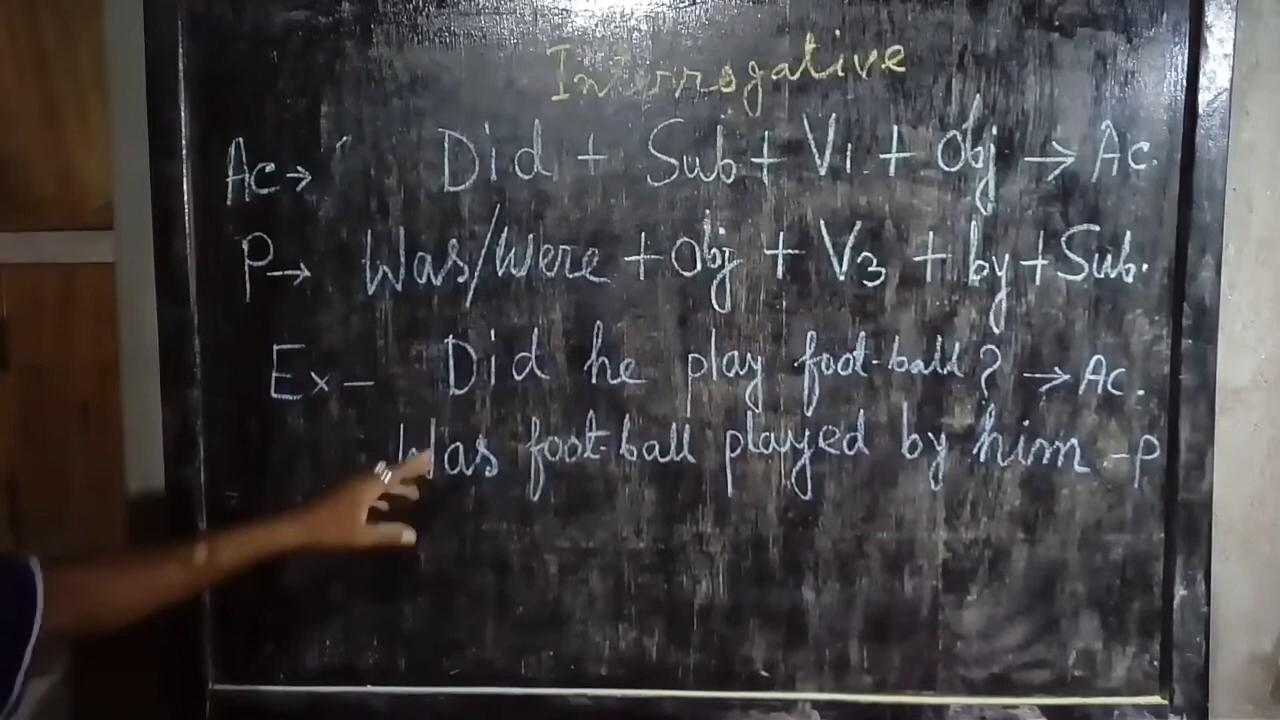 Interrogative
Ac→ Did + Sub + V1 + Obj → Ac.
P→ Was/Were + Obj + V3 + by + Sub.
Ex- Did he play foot-ball? → Ac.
Was foot-ball played by him - P